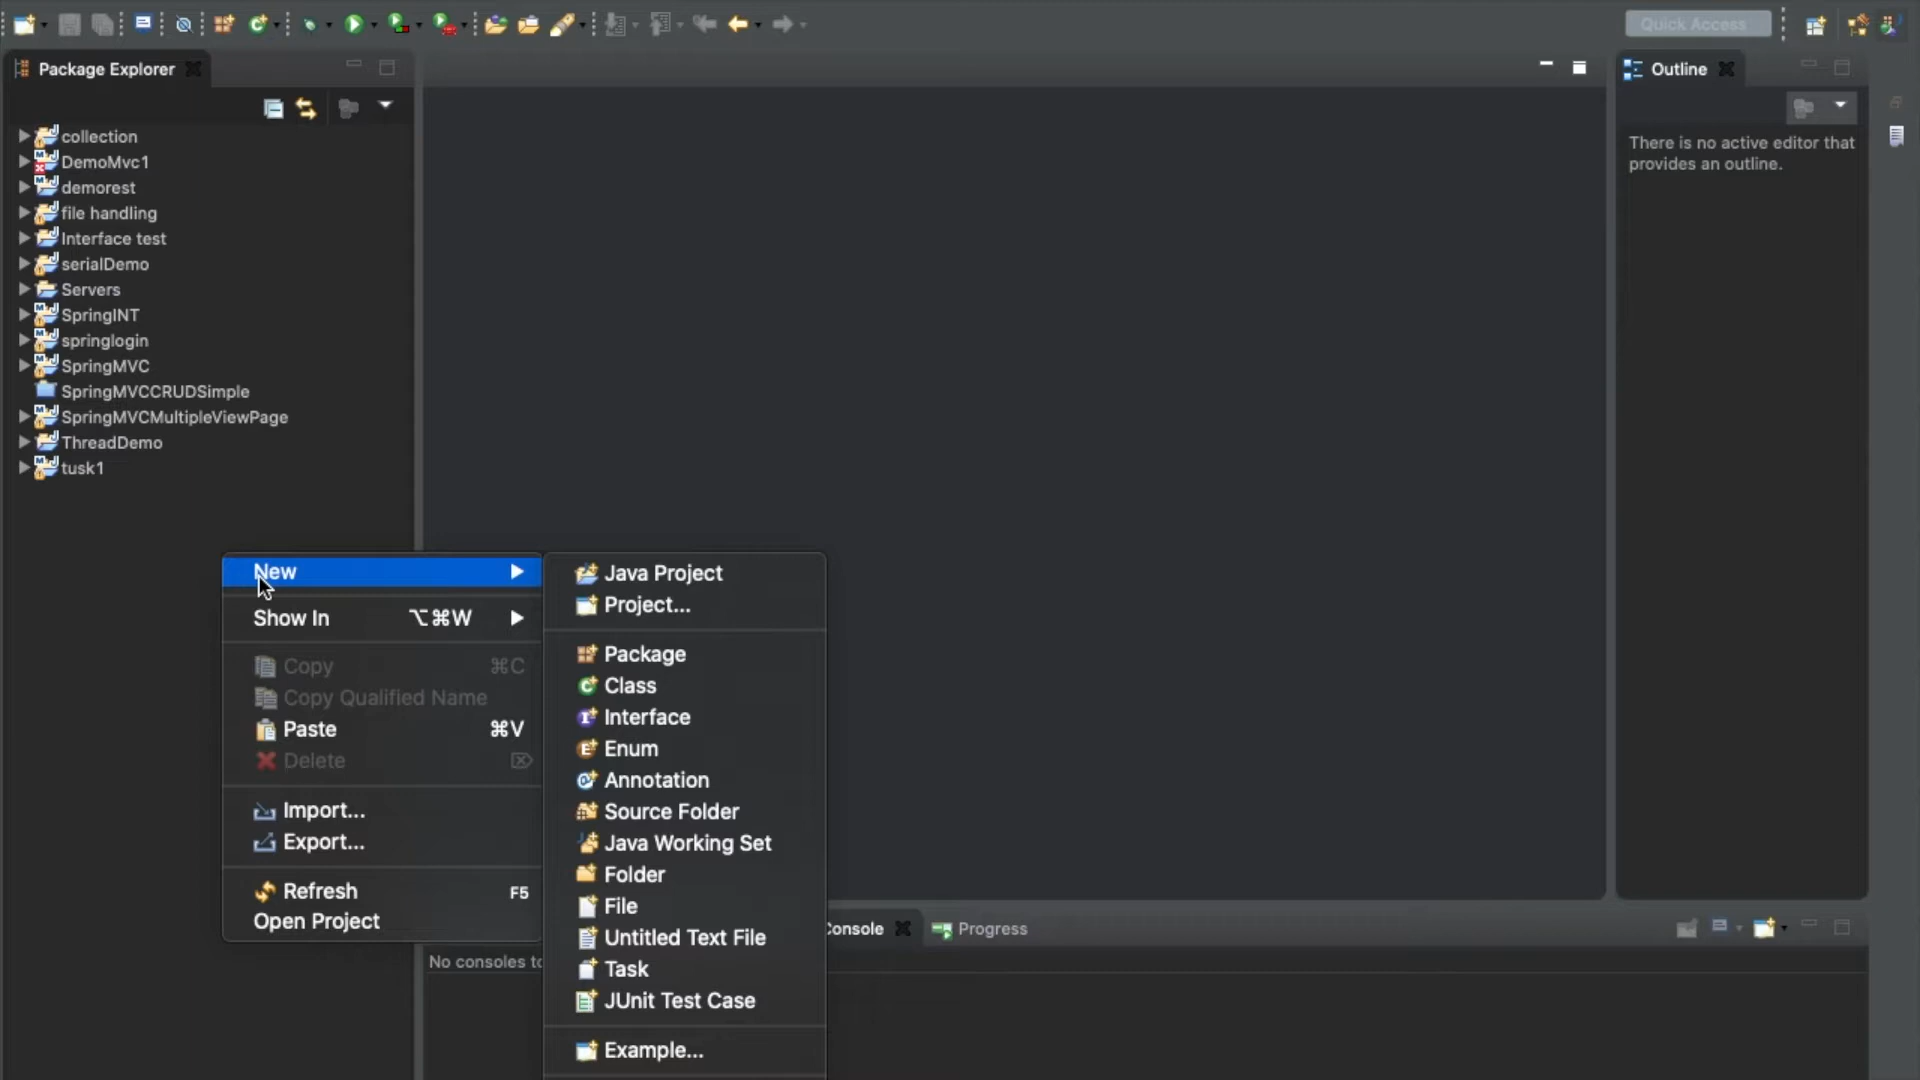 Quick Access
Package Explorer
Outline
There is no active editor that
provides an outline.
collection
DemoMvc1
demorest
file handling
Interface test
serialDemo
Servers
SpringINT
springlogin
SpringMVC
SpringMVCCRUDSimple
SpringMVCMultipleViewPage
ThreadDemo
tusk1
New
Show In ⌥⌘W
Copy ⌘C
Copy Qualified Name
Paste ⌘V
Delete ⌦
Import...
Export...
Refresh F5
Open Project
Java Project
Project...
Package
Class
Interface
Enum
Annotation
Source Folder
Java Working Set
Folder
File
Untitled Text File
Task
JUnit Test Case
Example...
Console
Progress
No consoles